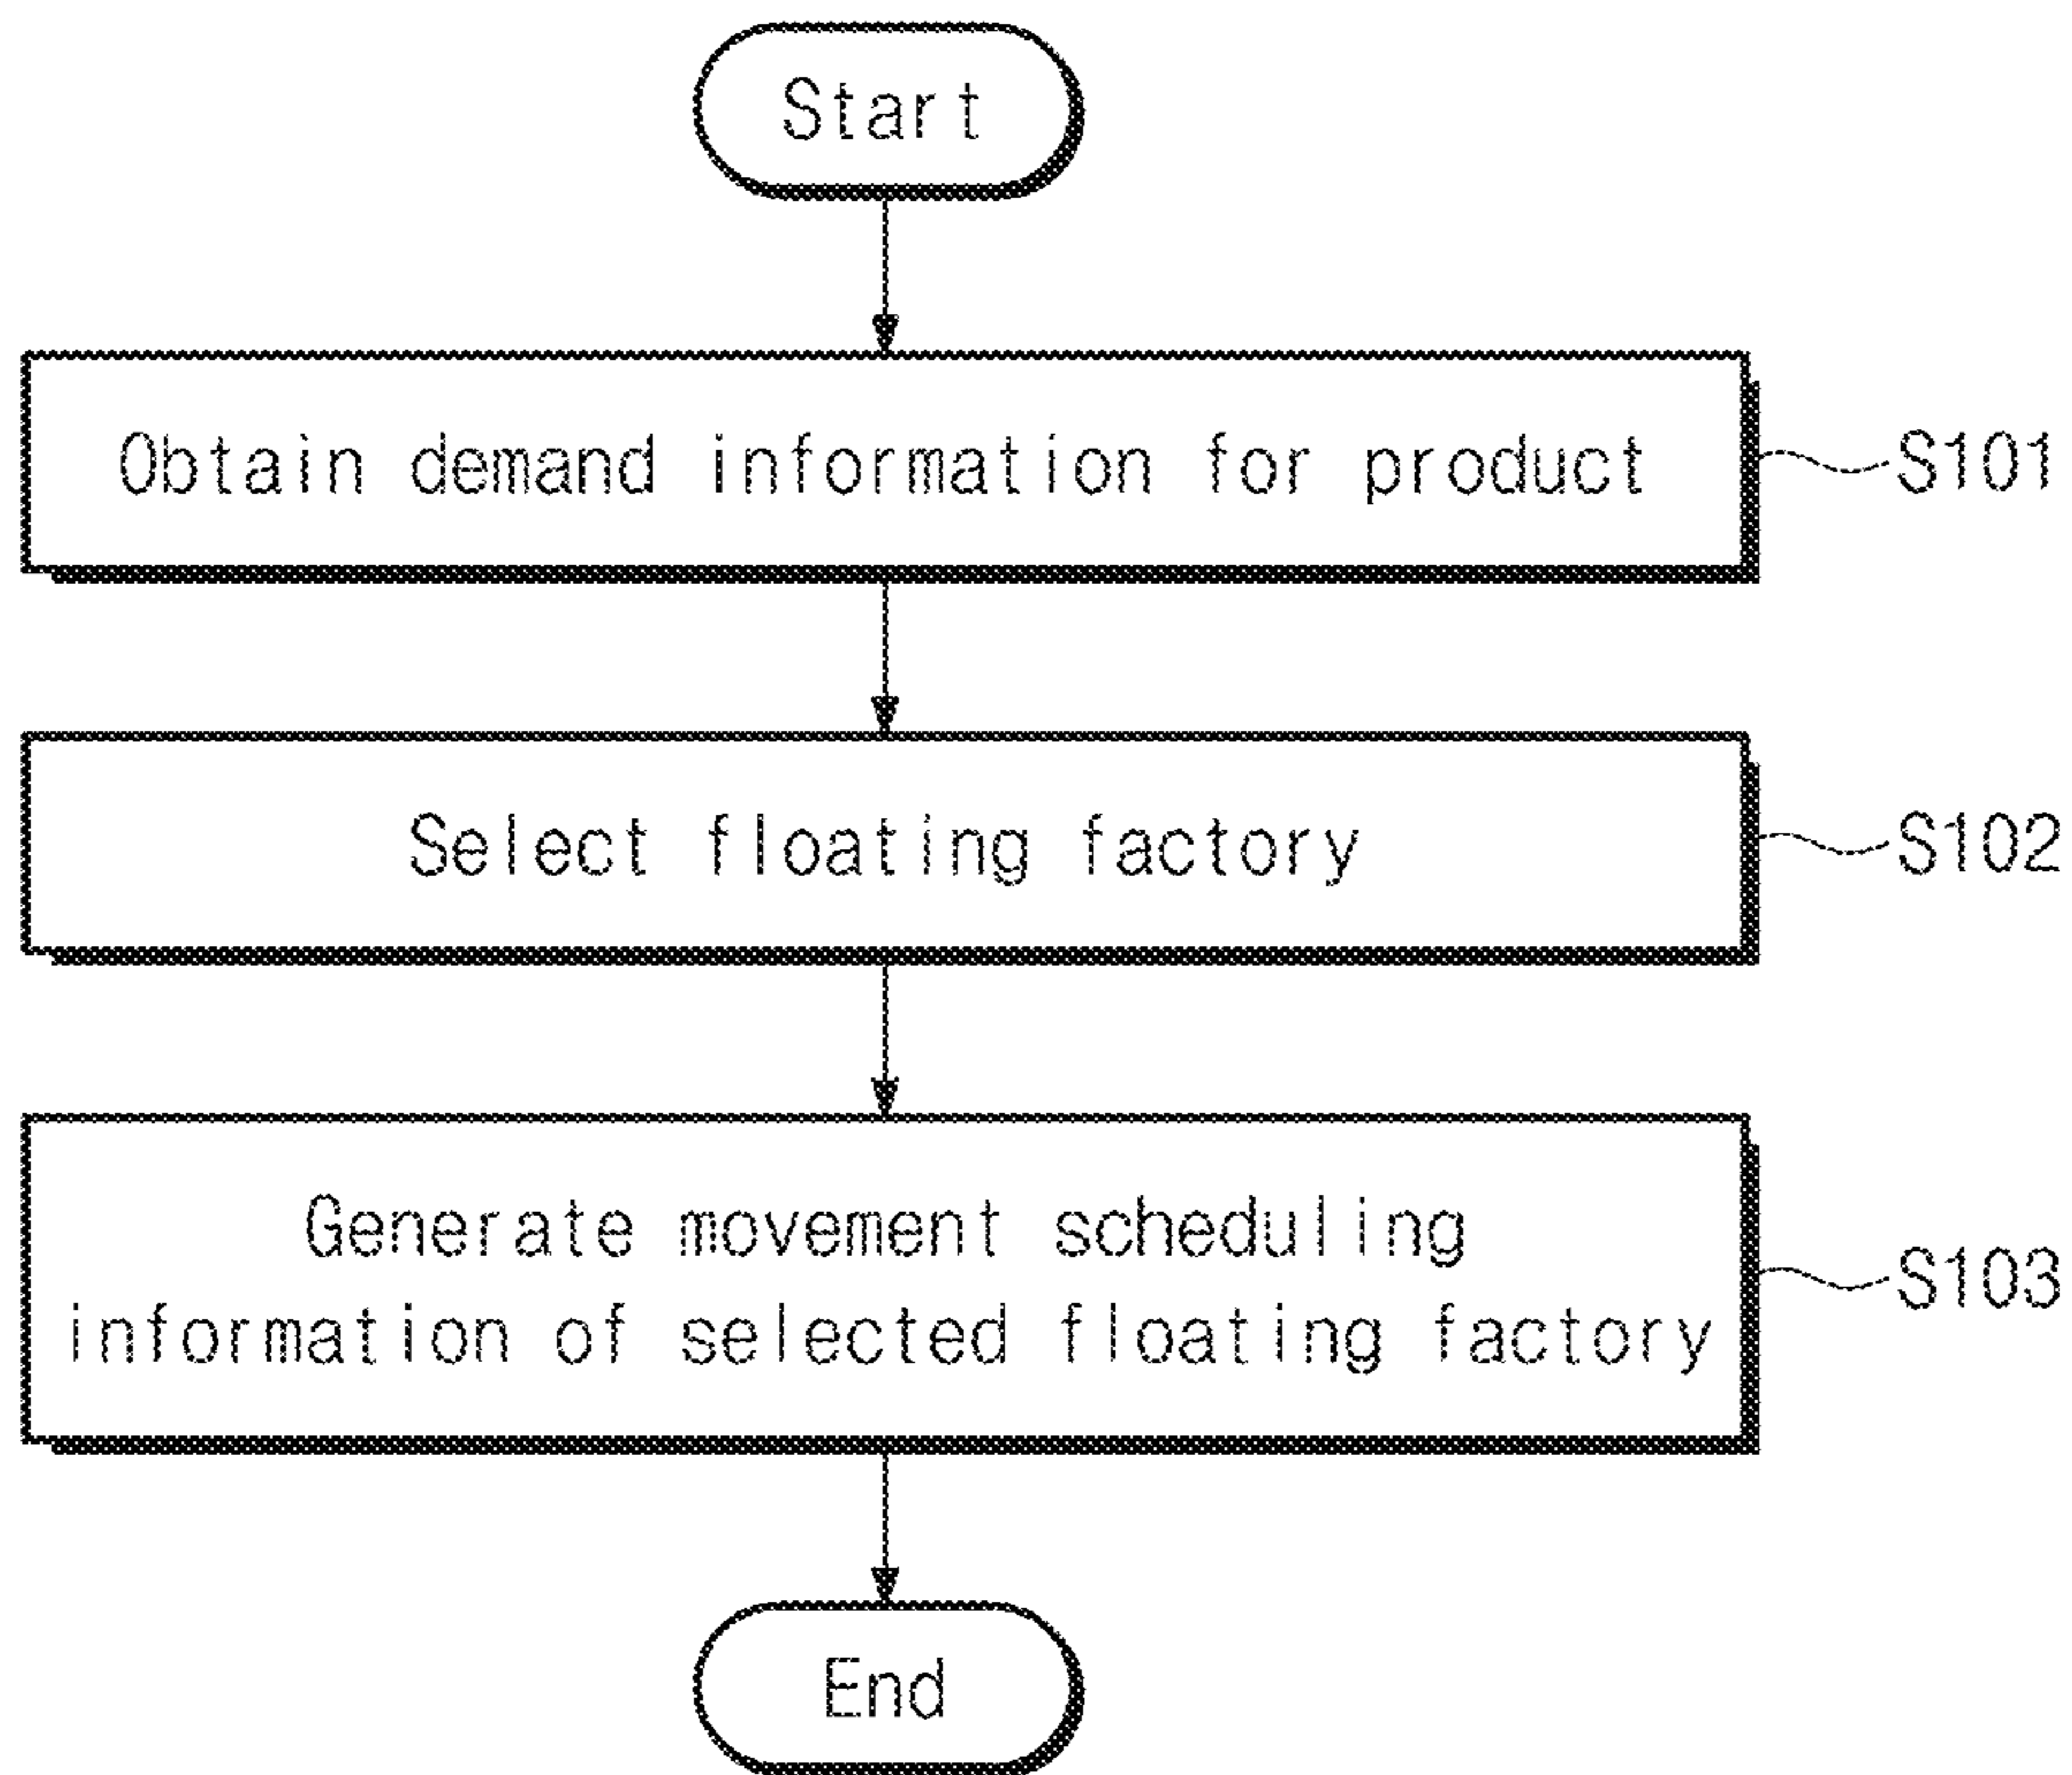 Start
Obtain demand information for product
S101
Select floating factory
S102
Generate movement scheduling
information of selected floating factory
S103
End